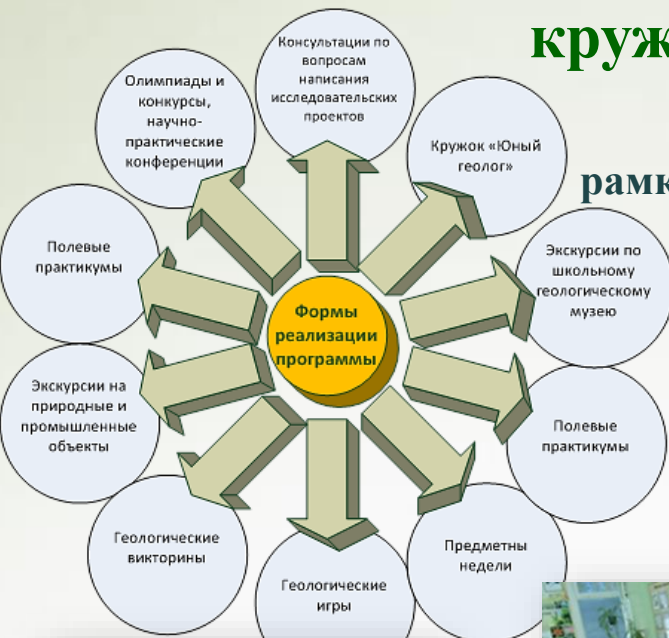 круж
рамк
Консультации по
вопросам
написания
исследовательских
проектов
Кружок «Юный
геолог»
Экскурсии по
школьному
геологическому
музею
Полевые
практикумы
Предметны
недели
Геологические
игры
Геологические
викторины
Экскурсии на
природные и
промышленные
объекты
Полевые
практикумы
Олимпиады и
конкурсы,
научно-
практические
конференции
Формы
реализации
программы